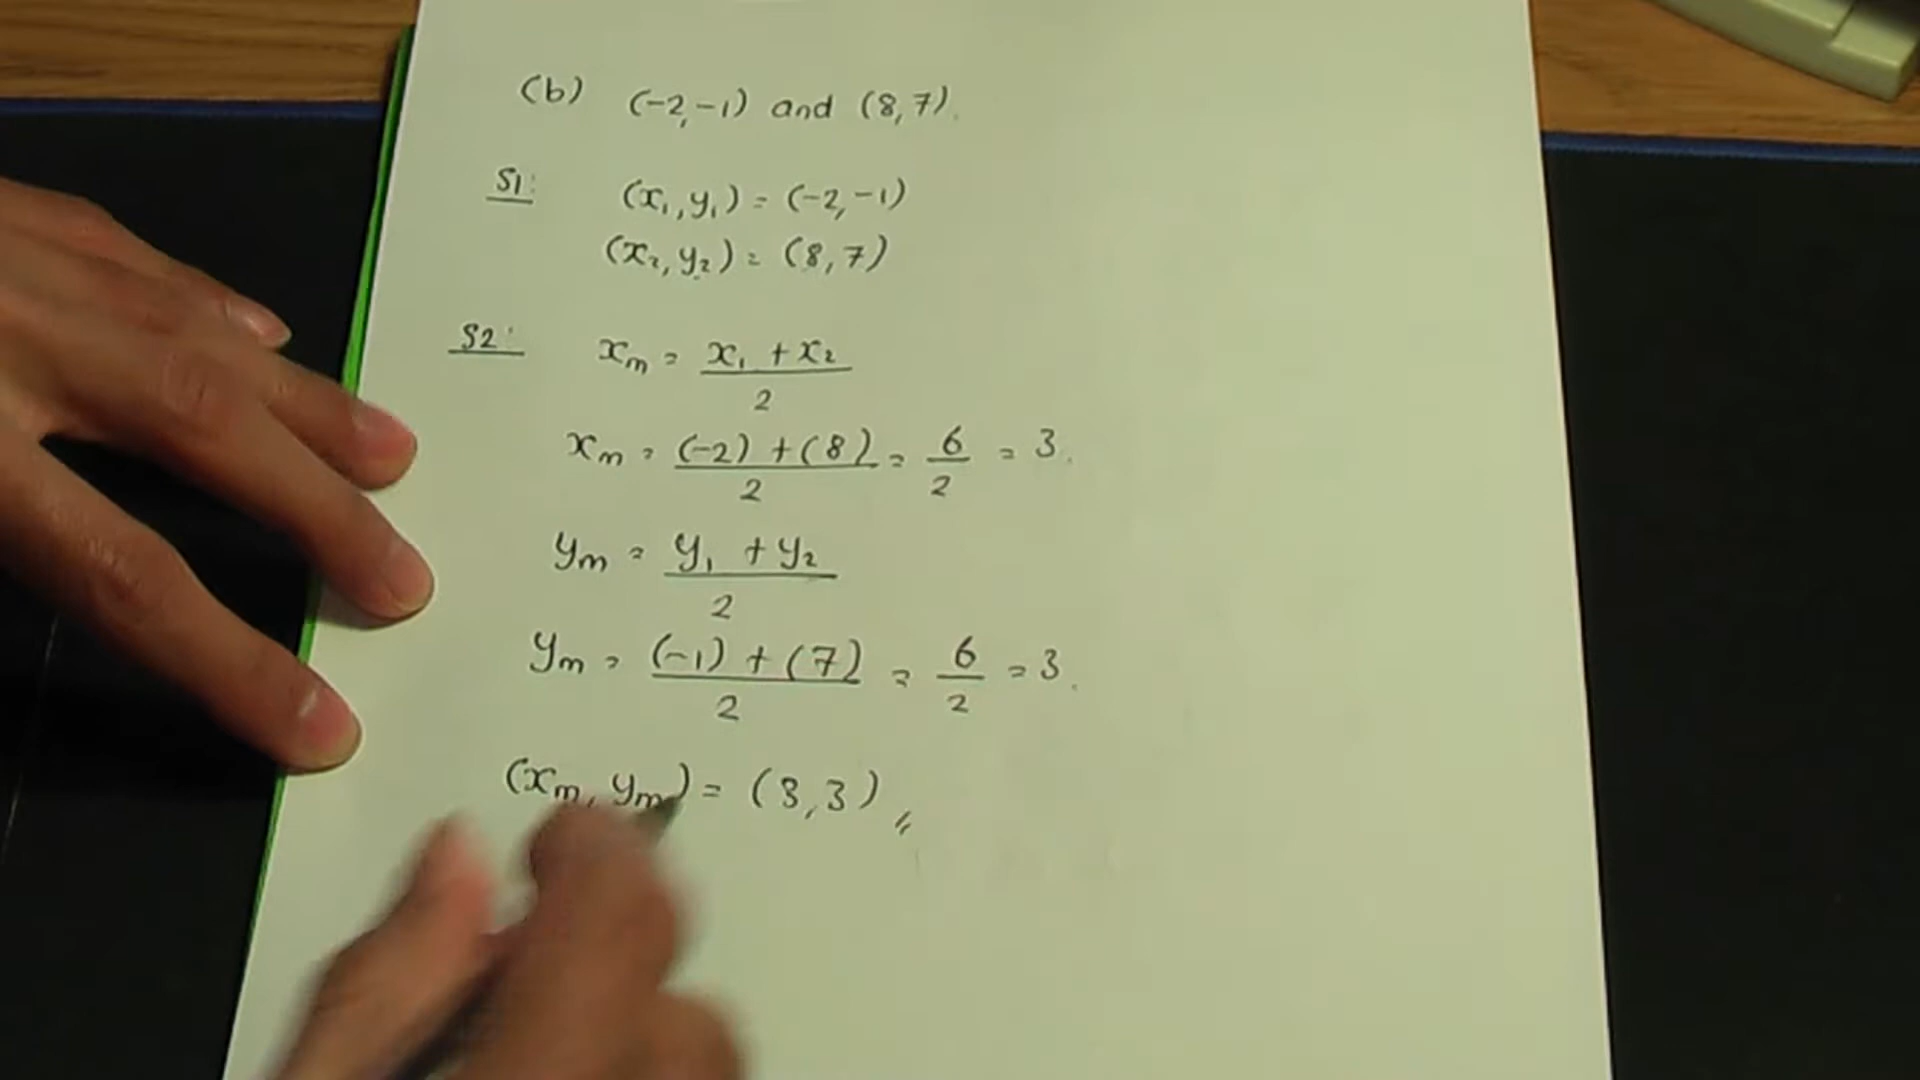 (b) (-2,-1) and (8,7).
S1: (x₁,y₁) = (-2,-1)
(x₂,y₂) = (8,7)
S2: xₘ = x₁ + x₂ / 2
xₘ = (-2) + (8) / 2 = 6 / 2 = 3.
yₘ = y₁ + y₂ / 2
yₘ = (-1) + (7) / 2 = 6 / 2 = 3.
(xₘ, yₘ) = (3,3)